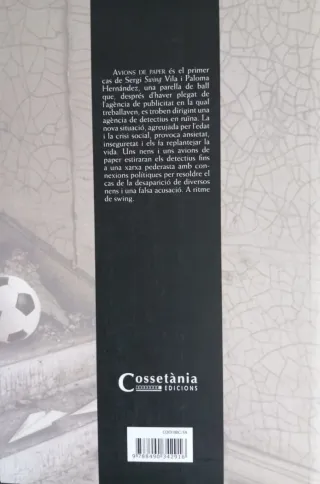 AVIONS DE PAPER és el primer
cas de Sergi Swing Vila i Paloma
Hernández, una parella de ball
que, després d'haver plegat de
l'agència de publicitat en la qual
treballaven, es troben dirigint una
agència de detectius en ruïna. La
nova situació, agreujada per l'edat
i la crisi social, provoca ansietat,
inseguretat i els fa replantejar la
vida. Uns nens i uns avions de
paper estiraran els detectius fins
a una xarxa pederasta amb con-
nexions polítiques per resoldre el
cas de la desaparició de diversos
nens i una falsa acusació. A ritme
de swing.
Cossetània
EDICIONS